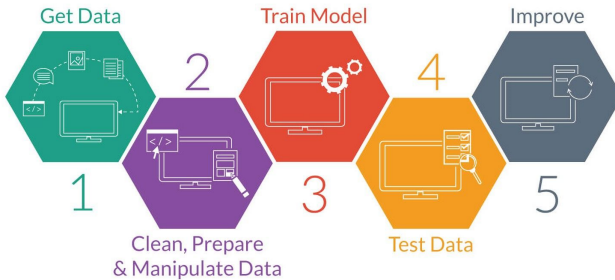 Get Data
Train Model
Improve
2
4
</>
</>
1
3
5
Clean, Prepare
& Manipulate Data
Test Data